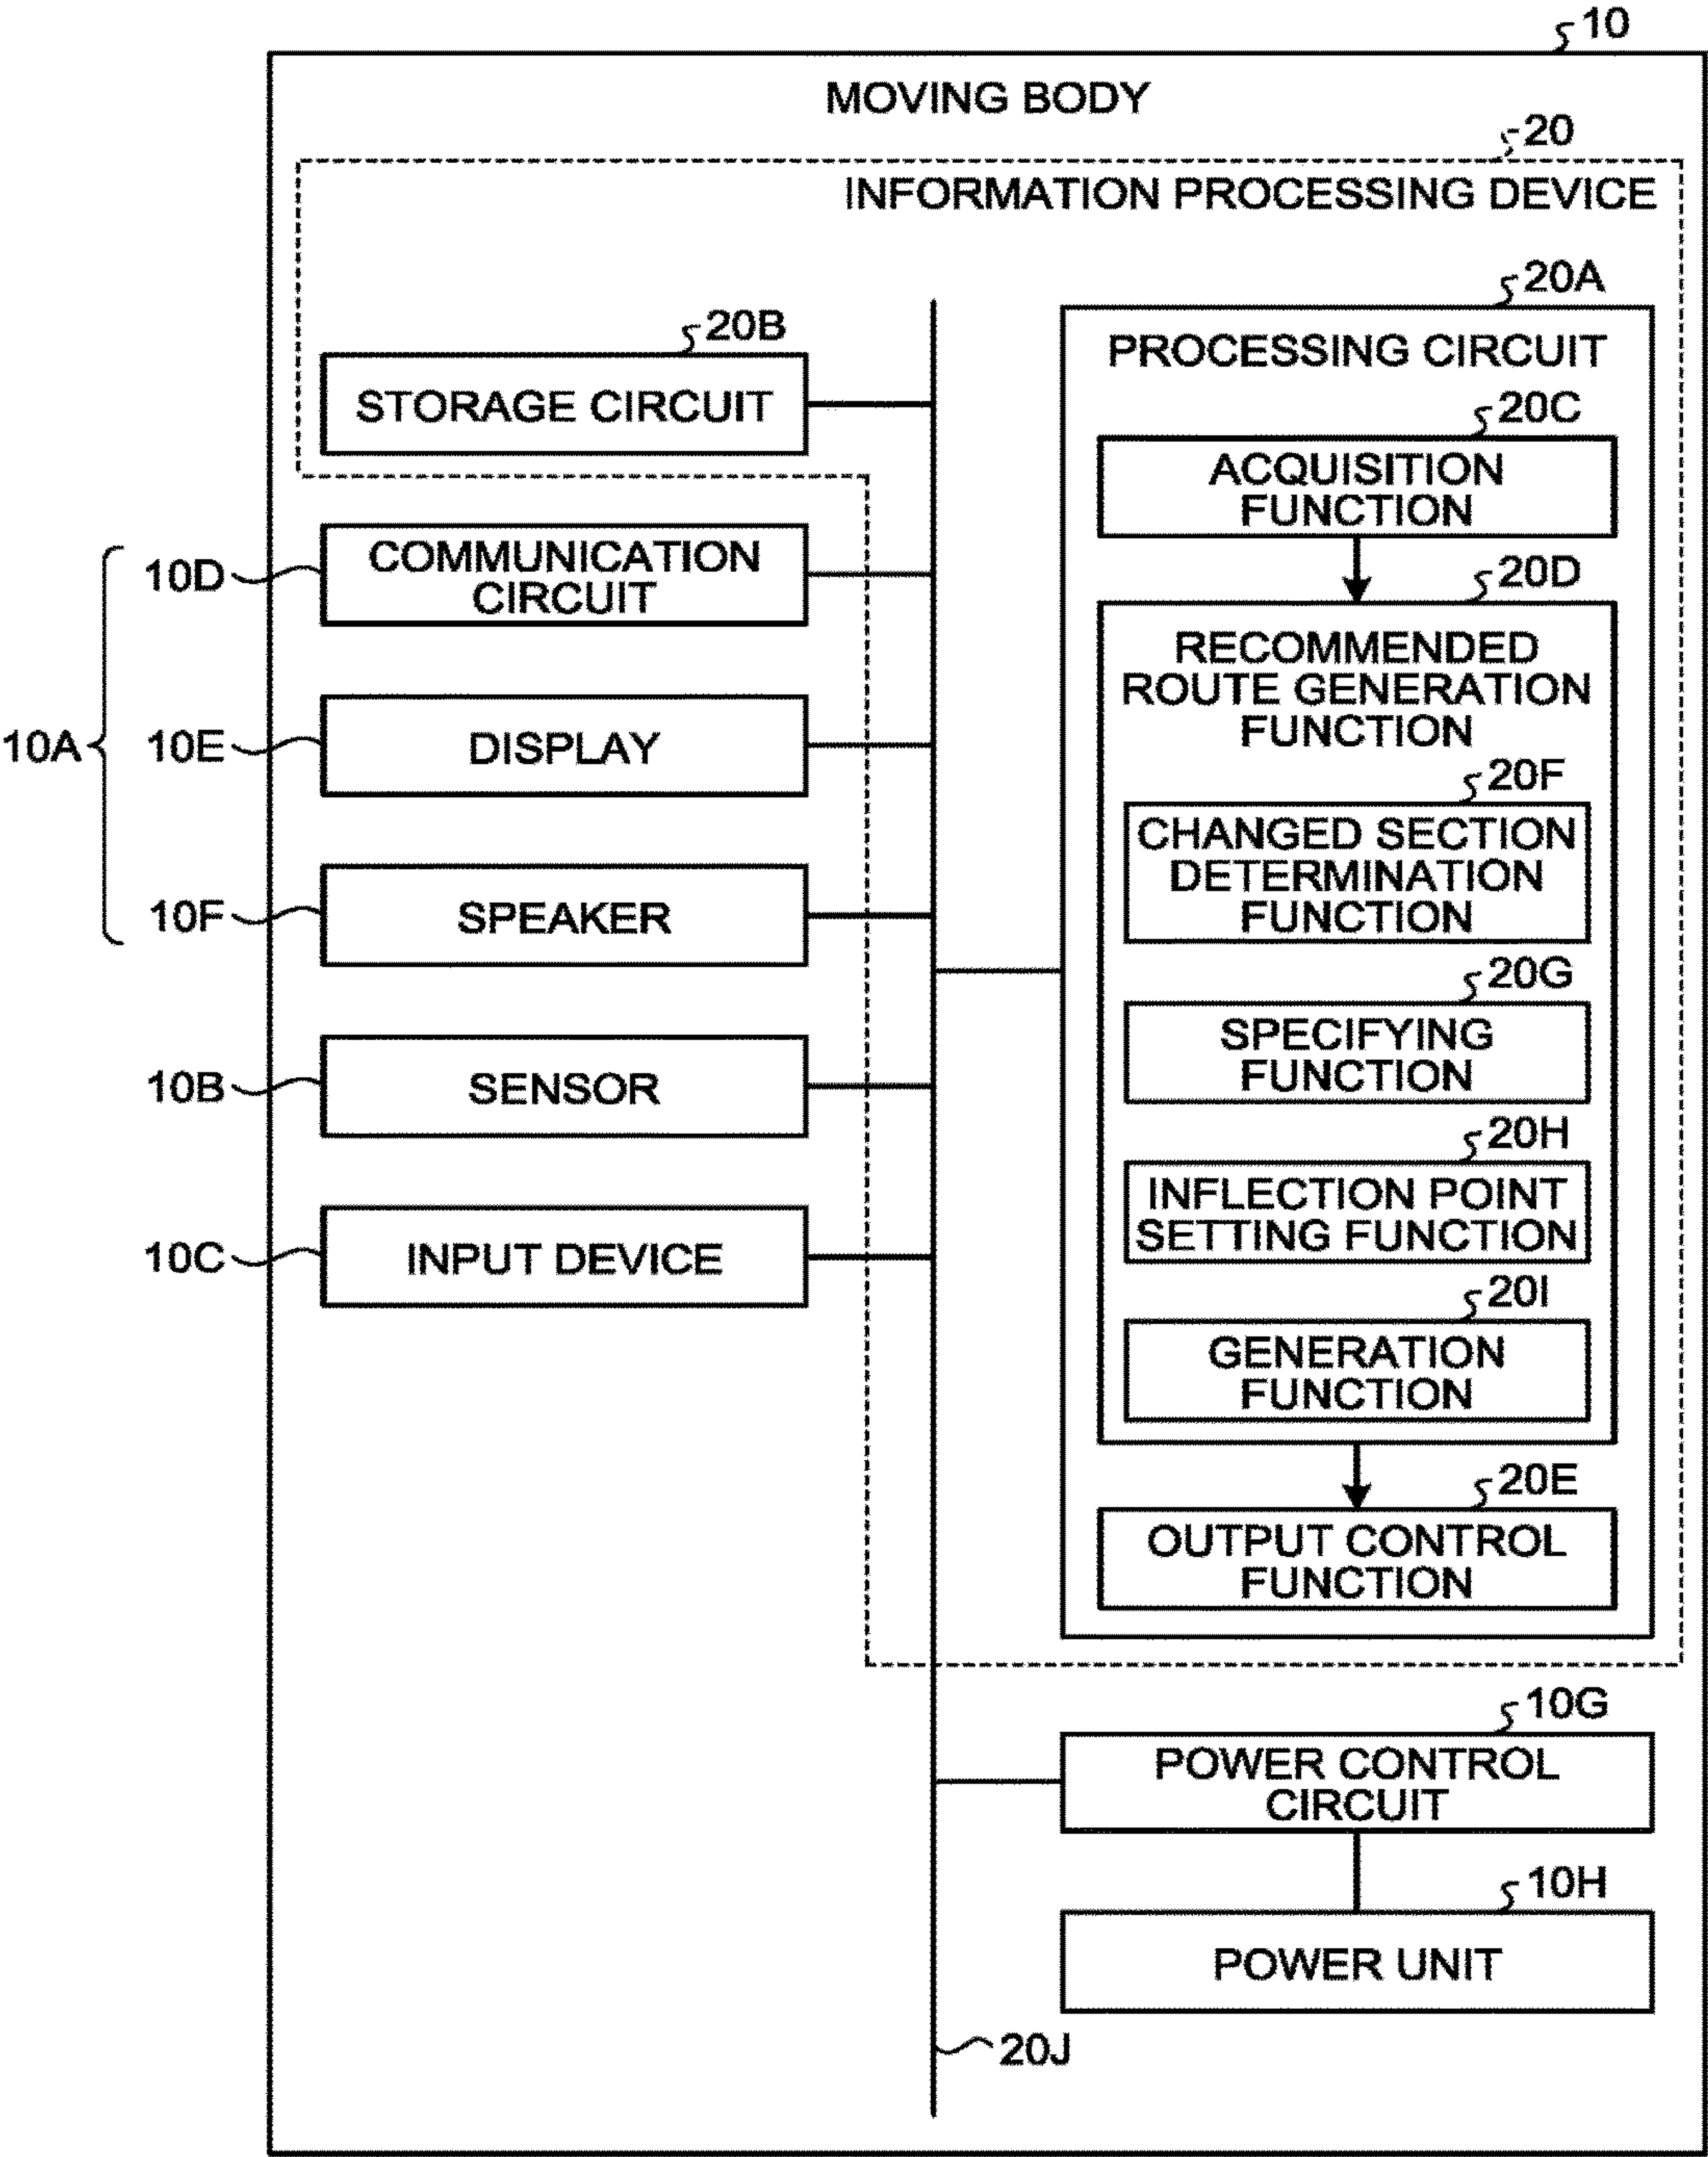 10
MOVING BODY
20
INFORMATION PROCESSING DEVICE
20A
20B
PROCESSING CIRCUIT
STORAGE CIRCUIT
20C
ACQUISITION
FUNCTION
10D
COMMUNICATION
CIRCUIT
20D
RECOMMENDED
ROUTE GENERATION
FUNCTION
10A
10E
DISPLAY
20F
CHANGED SECTION
DETERMINATION
FUNCTION
10F
SPEAKER
20G
SPECIFYING
FUNCTION
10B
SENSOR
20H
INFLECTION POINT
SETTING FUNCTION
10C
INPUT DEVICE
20I
GENERATION
FUNCTION
20E
OUTPUT CONTROL
FUNCTION
10G
POWER CONTROL
CIRCUIT
10H
POWER UNIT
20J